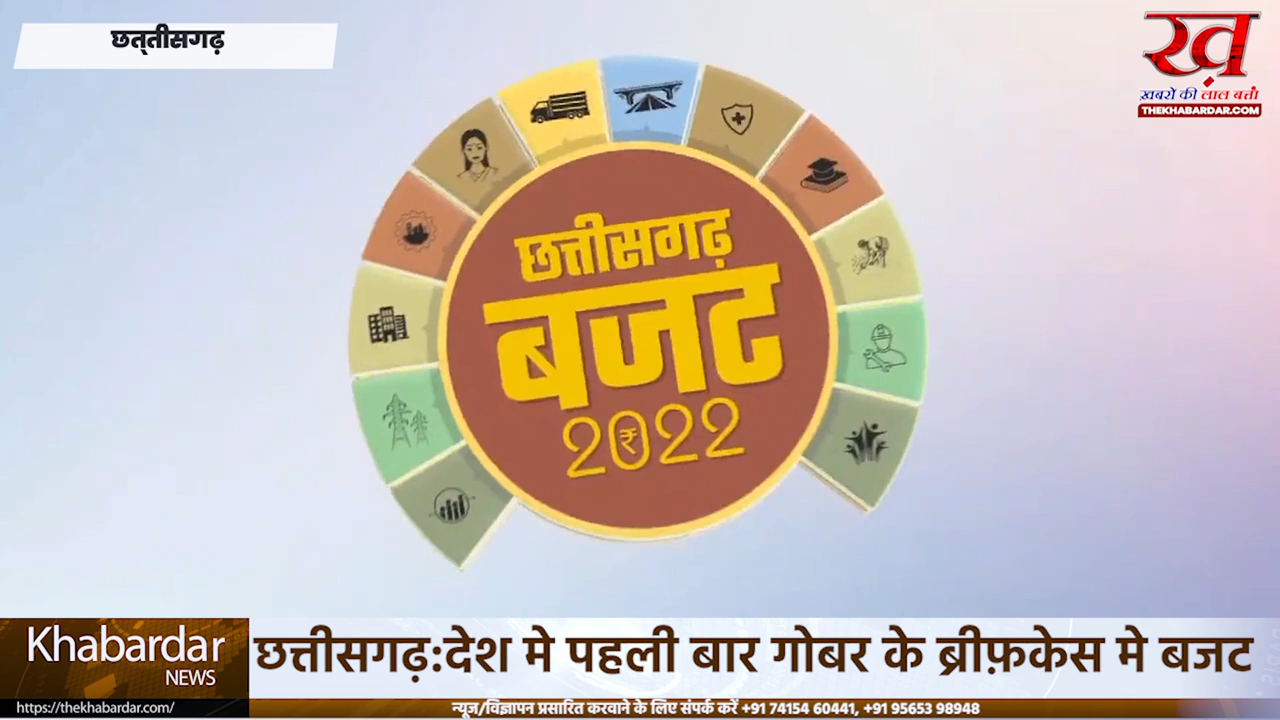 छत्‌तीसगढ़
ख़
ख़बरो की लाल बत्ती
THEKHABARDAR.COM
छत्तीसगढ़
बजट
2022
₹
Khabardar
NEWS
छत्तीसगढ़:देश मे पहली बार गोबर के ब्रीफ़केस मे बजट
https://thekhabardar.com/
न्यूज/विज्ञापन प्रसारित करवाने के लिए संपर्क करें +91 74154 60441, +91 95653 98948